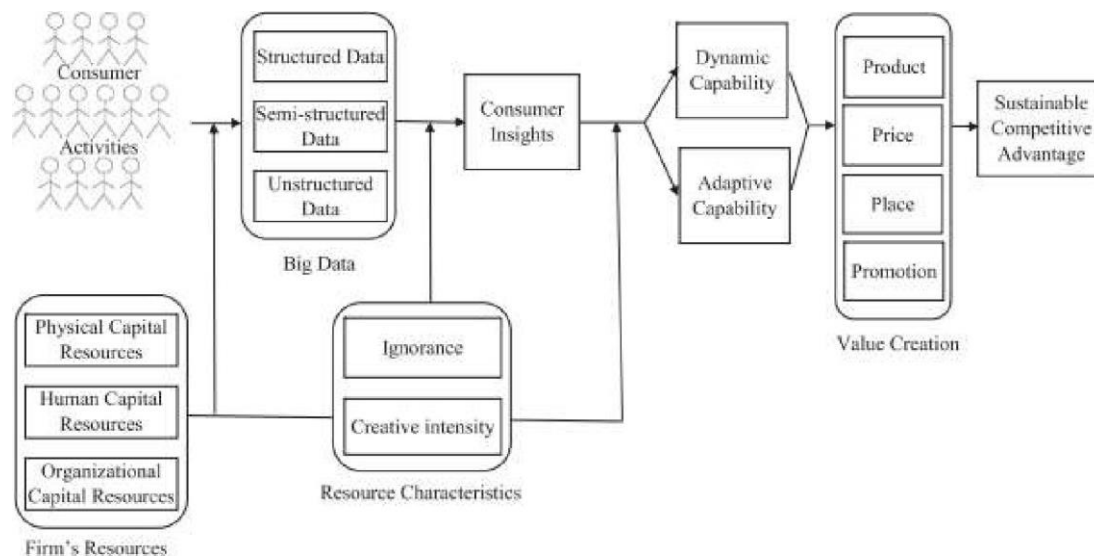 Consumer
Activities
Structured Data
Semi-structured
Data
Unstructured
Data
Big Data
Consumer
Insights
Dynamic
Capability
Adaptive
Capability
Product
Price
Place
Promotion
Value Creation
Sustainable
Competitive
Advantage
Physical Capital
Resources
Human Capital
Resources
Organizational
Capital Resources
Firm's Resources
Ignorance
Creative intensity
Resource Characteristics